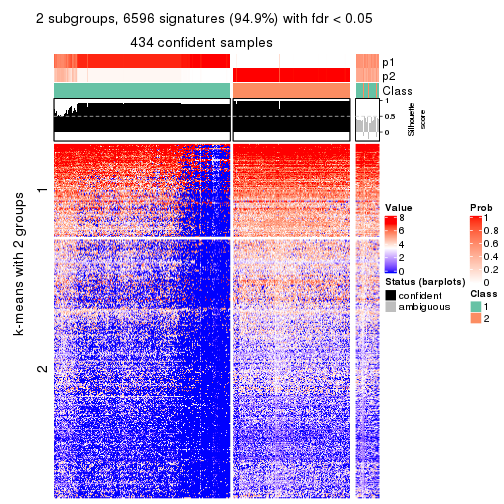 2 subgroups, 6596 signatures (94.9%) with fdr < 0.05
434 confident samples
p1
p2
Class
1
0.5
0
Silhouette
score
k-means with 2 groups
1
2
Value
8
6
4
2
0
Status (barplots)
confident
ambiguous
Prob
1
0.8
0.6
0.4
0.2
0
Class
1
2